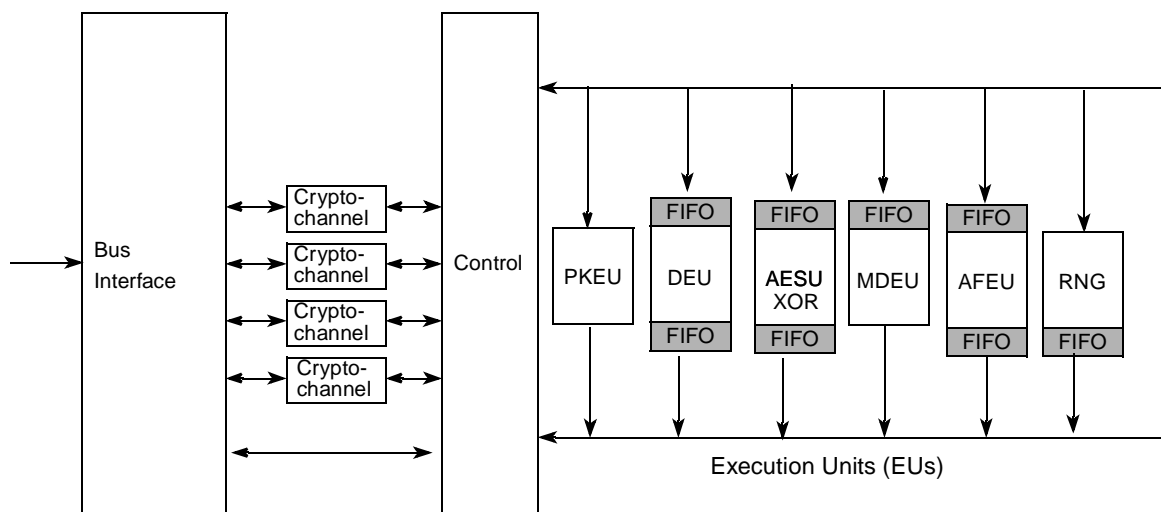 Bus
Interface
Crypto-
channel
Crypto-
channel
Crypto-
channel
Crypto-
channel
Control
PKEU
FIFO
DEU
FIFO
FIFO
AESU
XOR
FIFO
FIFO
MDEU
FIFO
AFEU
FIFO
RNG
FIFO
Execution Units (EUs)